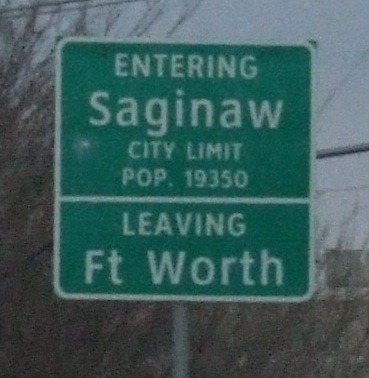 ENTERING
Saginaw
CITY LIMIT
POP. 19350
LEAVING
Ft Worth